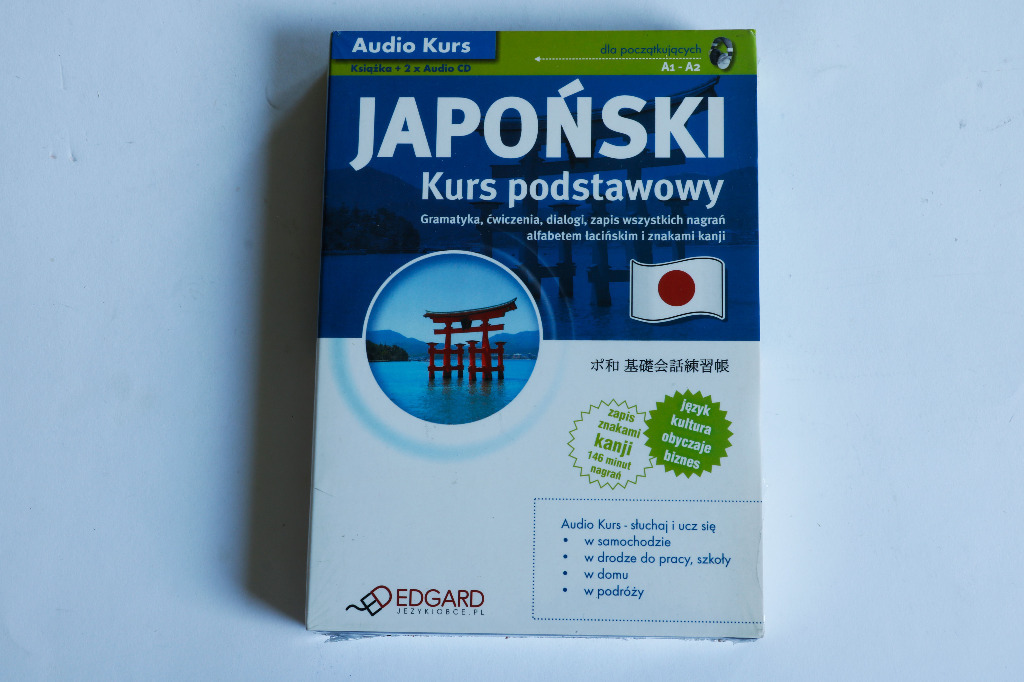 Audio Kurs
Książka + 2 x Audio CD
dla początkujących
A1 - A2
JAPOŃSKI
Kurs podstawowy
Gramatyka, ćwiczenia, dialogi, zapis wszystkich nagrań
alfabetem łacińskim i znakami kanji
ポ和 基礎会話練習帳
zapis
znakami
kanji
146 minut
nagrań
język
kultura
obyczaje
biznes
Audio Kurs - słuchaj i ucz się
• w samochodzie
• w drodze do pracy, szkoły
• w domu
• w podróży
EDGARD
JEZYKIOBCE.PL